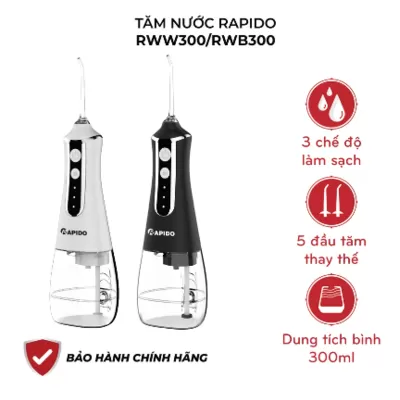 TĂM NƯỚC RAPIDO
RWW300/RWB300
RAPIDO
RAPIDO
3 chế độ
làm sạch
5 đầu tăm
thay thế
Dung tích bình
300ml
BẢO HÀNH CHÍNH HÃNG